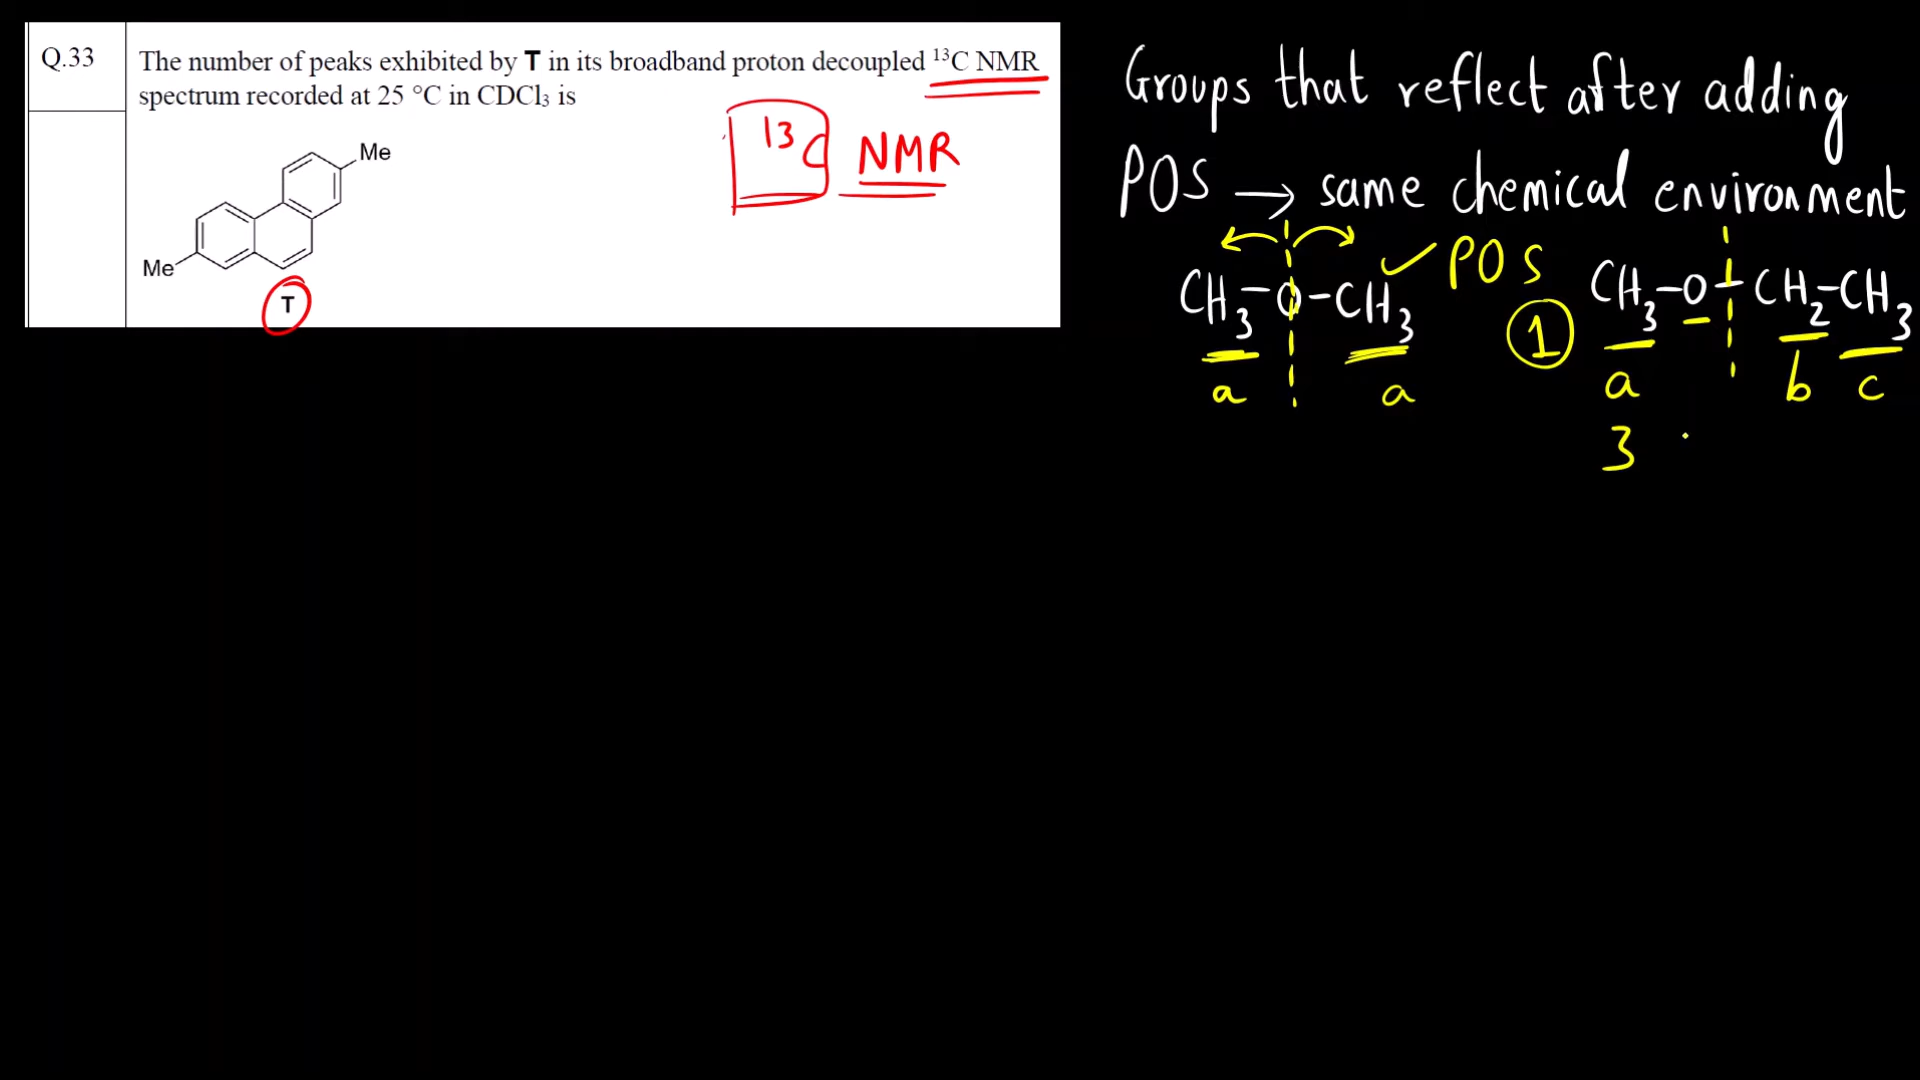 Q.33
The number of peaks exhibited by T in its broadband proton decoupled ¹³C NMR
spectrum recorded at 25 °C in CDCl₃ is
¹³C NMR
Me
Me
T
Groups that reflect after adding
POS → same chemical environment
CH₃-O-CH₃ ✓ POS
a a
① CH₃-O-CH₂-CH₃
a b c
3